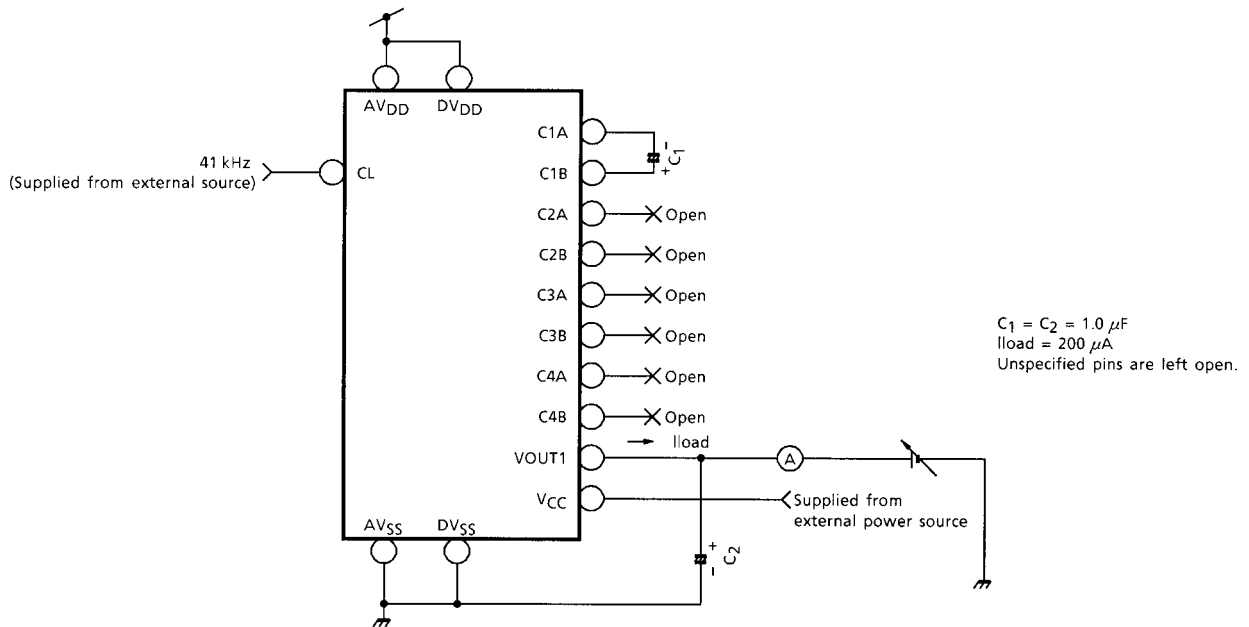 AVDD
DVDD
41 kHz
(Supplied from external source)
CL
C1A
C1B
- C1 +
C2A Open
C2B Open
C3A Open
C3B Open
C4A Open
C4B Open
Iload
VOUT1
A
VCC
Supplied from
external power source
AVSS
DVSS
+ C2 -
C1 = C2 = 1.0 μF
Iload = 200 μA
Unspecified pins are left open.